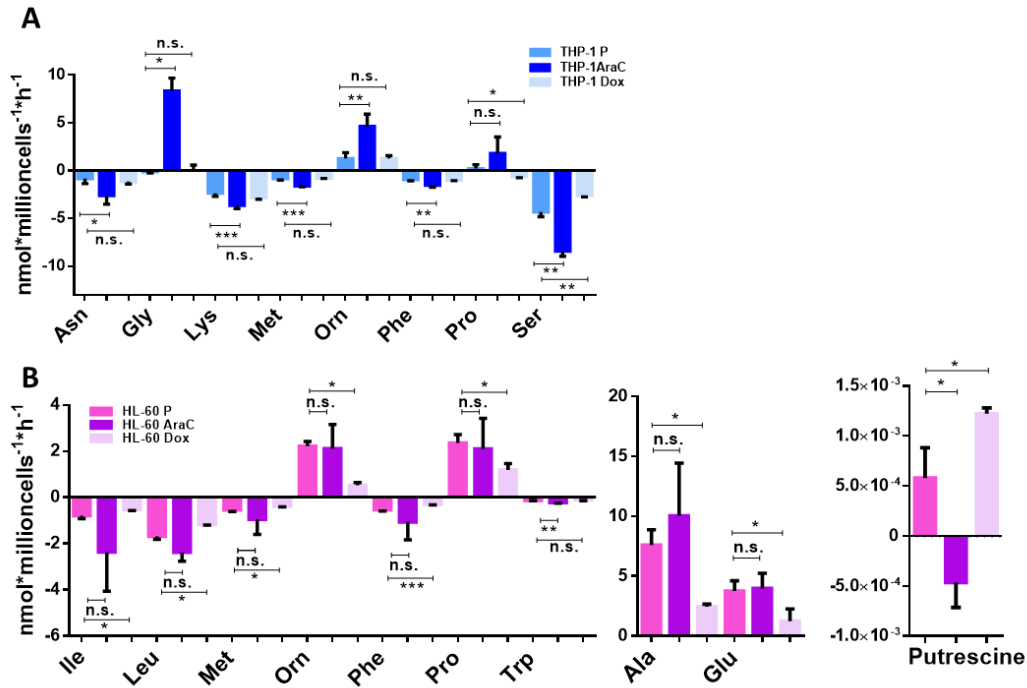 A
n.s.
*
n.s.
**
*
n.s.
THP-1 P
THP-1AraC
THP-1 Dox
nmol*millioncells⁻¹*h⁻¹
10
5
0
-5
-10
*
n.s.
***
n.s.
***
n.s.
**
n.s.
**
**
Asn Gly Lys Met Orn Phe Pro Ser
B
HL-60 P
HL-60 AraC
HL-60 Dox
nmol*millioncells⁻¹*h⁻¹
4
2
0
-2
-4
-6
*
n.s.
*
n.s.
n.s.
*
n.s.
*
n.s.
*
n.s.
***
**
n.s.
Ile Leu Met Orn Phe Pro Trp
20
15
10
5
0
*
n.s.
*
n.s.
Ala Glu
1.5×10⁻³
1.0×10⁻³
5.0×10⁻⁴
0
-5.0×10⁻⁴
-1.0×10⁻³
*
*
Putrescine